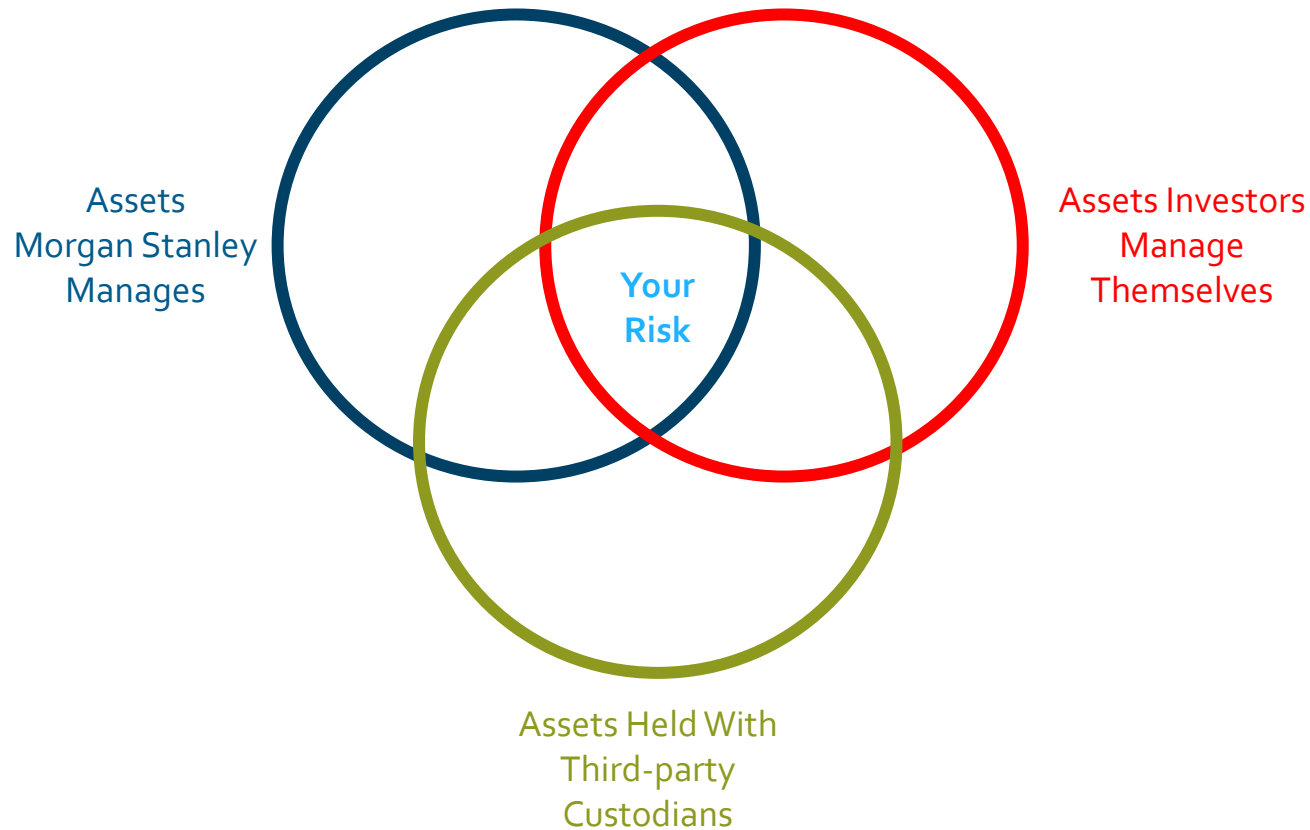 Assets
Morgan Stanley
Manages
Assets Investors
Manage
Themselves
Your
Risk
Assets Held With
Third-party
Custodians